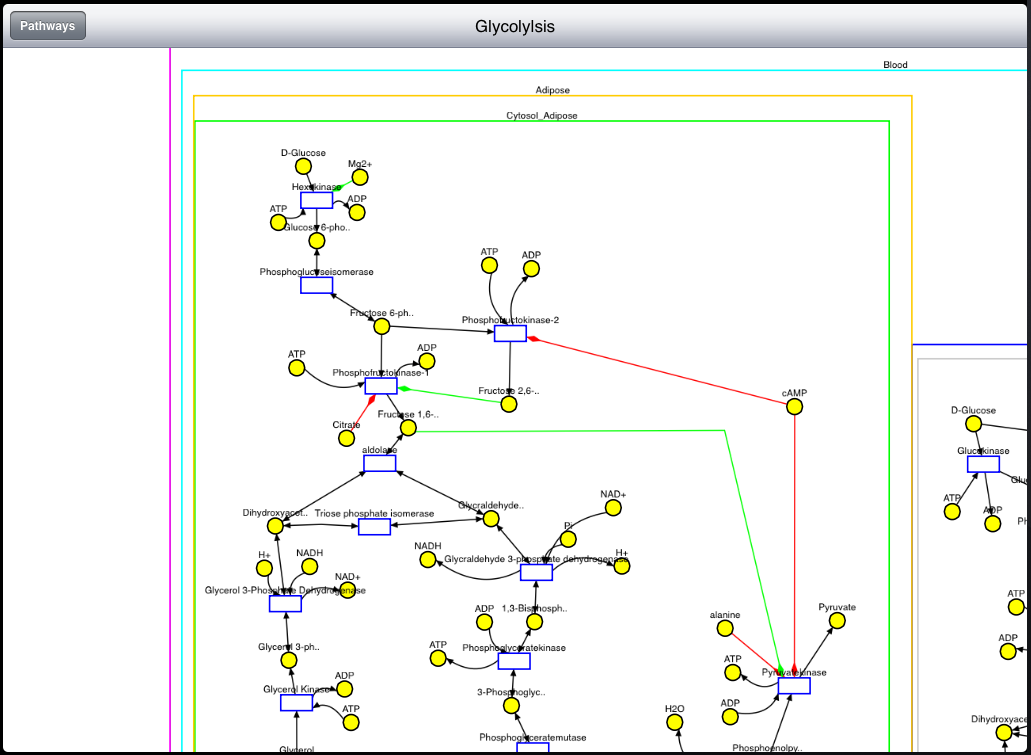 Pathways
Glycolylsis
Blood
Adipose
Cytosol_Adipose
D-Glucose
Mg2+
Hexokinase
ATP
ADP
Glucose 6-pho..
Phosphoglucoseisomerase
ATP
ADP
Fructose 6-ph..
Phosphofructokinase-2
ATP
ADP
Phosphofructokinase-1
Fructose 2,6-..
cAMP
Citrate
Fructose 1,6-..
D-Glucose
aldolase
Glucokinase
Dihydroxyacet..
Triose phosphate isomerase
Glycraldehyde..
NAD+
ATP
ADP
Pi
NADH
Glycraldehyde 3-phosphate dehydrogenase
H+
H+
NADH
NAD+
Glycerol 3-Phosphate Dehydrogenase
ADP
1,3-Bisphosph..
alanine
Pyruvate
ATP
ATP
Phosphoglyceratekinase
ADP
Glycerol 3-ph..
ATP
Pyruvatekinase
Glycerol Kinase
ADP
3-Phosphoglyc..
ATP
H2O
ADP
Dihydroxyace
Phosphoglyceratemutase
Glycerol
Phosphoenolpy..